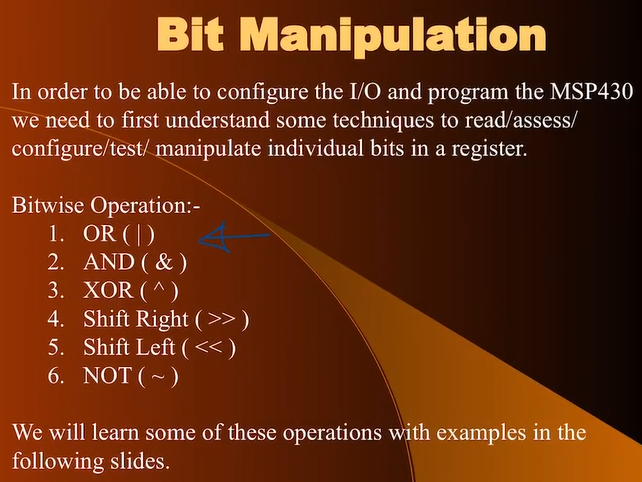 Bit Manipulation
In order to be able to configure the I/O and program the MSP430
we need to first understand some techniques to read/assess/
configure/test/ manipulate individual bits in a register.
Bitwise Operation:-
1. OR ( | )
2. AND ( & )
3. XOR ( ^ )
4. Shift Right ( >> )
5. Shift Left ( << )
6. NOT ( ~ )
We will learn some of these operations with examples in the
following slides.